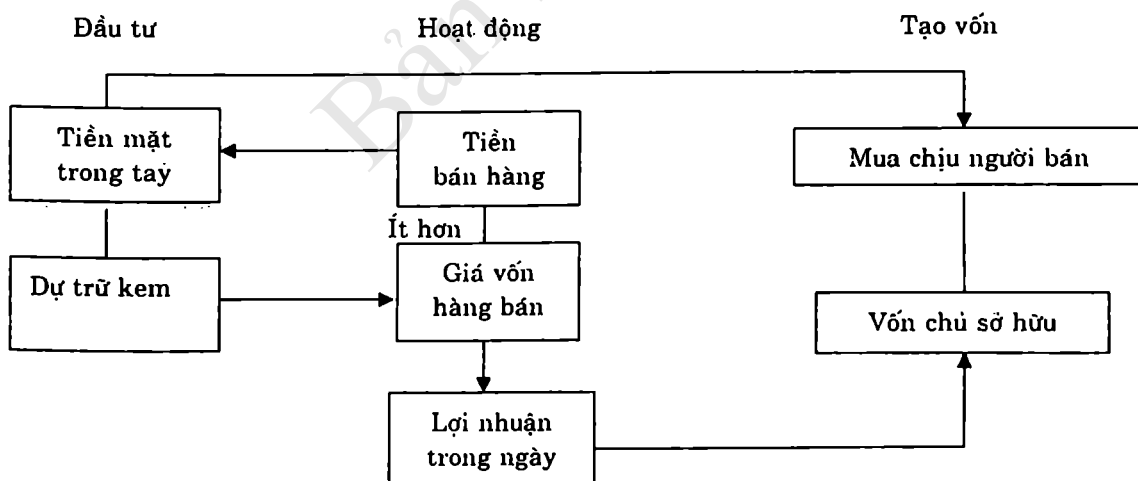 Đầu tư
Hoạt động
Tạo vốn
Tiền mặt
trong tay
Tiền
bán hàng
Mua chịu người bán
Ít hơn
Dự trữ kem
Giá vốn
hàng bán
Vốn chủ sở hữu
Lợi nhuận
trong ngày
Bản